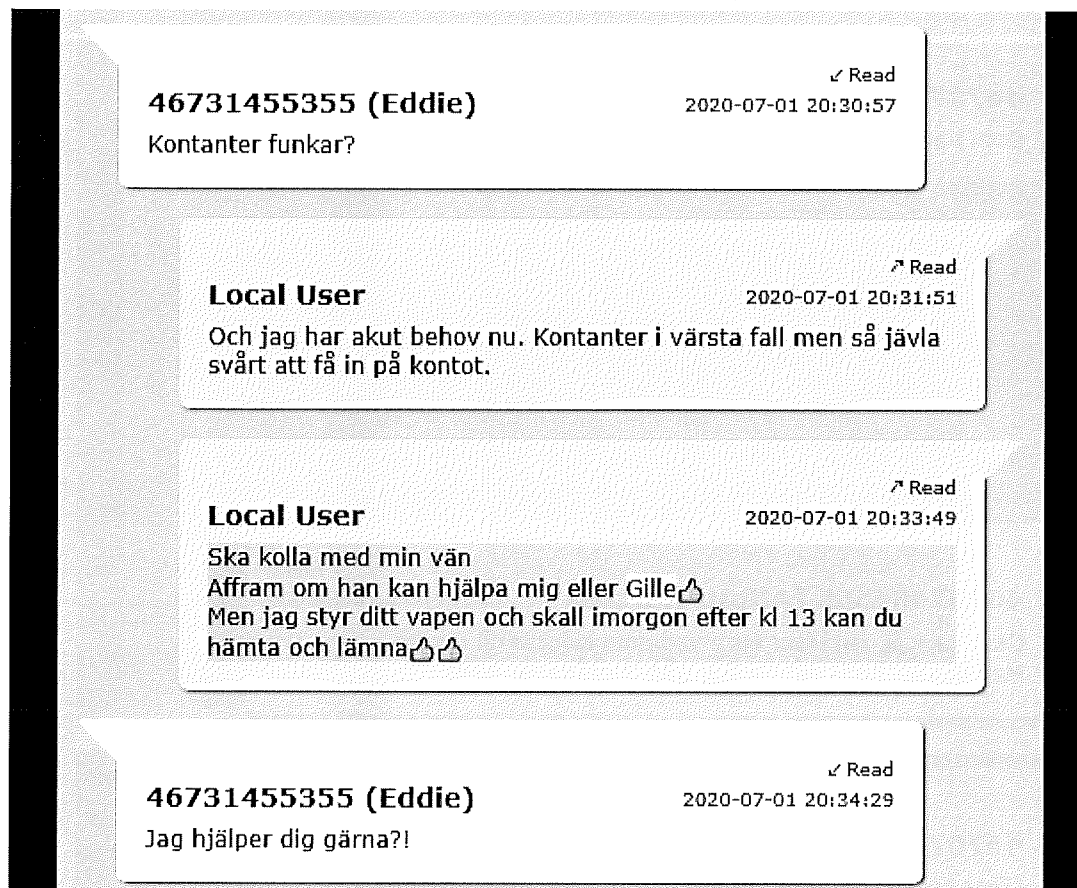 Read
46731455355 (Eddie)
2020-07-01 20:30:57
Kontanter funkar?
Read
Local User
2020-07-01 20:31:51
Och jag har akut behov nu. Kontanter i värsta fall men så jävla
svårt att få in på kontot.
Read
Local User
2020-07-01 20:33:49
Ska kolla med min vän
Affram om han kan hjälpa mig eller Gille👍
Men jag styr ditt vapen och skall imorgon efter kl 13 kan du
hämta och lämna👍👍
Read
46731455355 (Eddie)
2020-07-01 20:34:29
Jag hjälper dig gärna?!